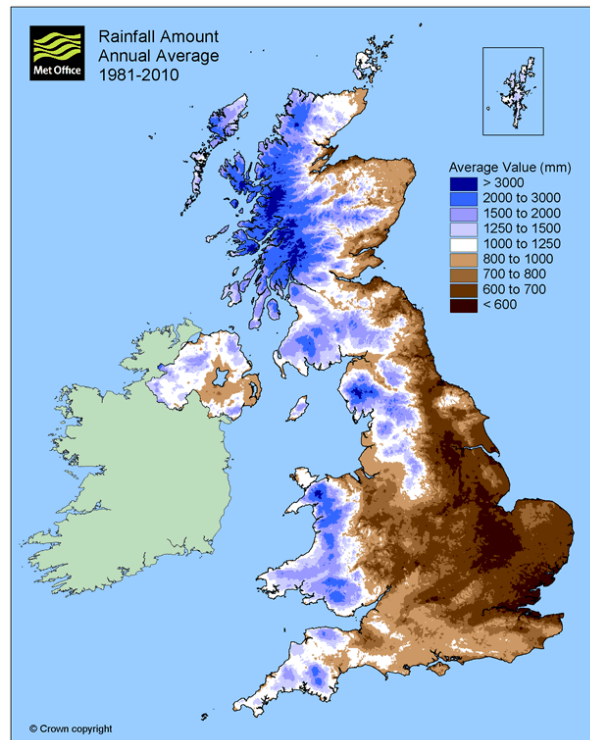 Met Office
Rainfall Amount
Annual Average
1981-2010
Average Value (mm)
> 3000
2000 to 3000
1500 to 2000
1250 to 1500
1000 to 1250
800 to 1000
700 to 800
600 to 700
< 600
© Crown copyright